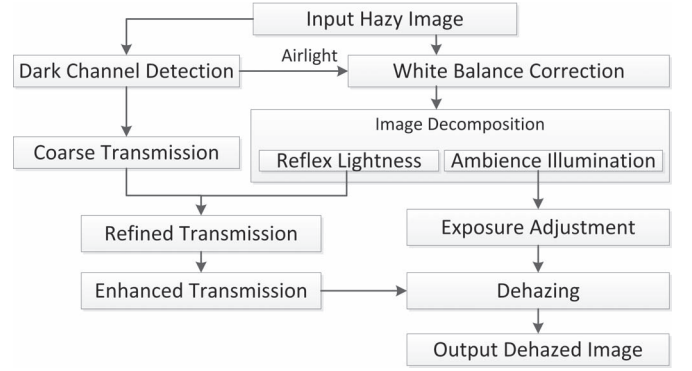 Input Hazy Image
Airlight
Dark Channel Detection
White Balance Correction
Image Decomposition
Coarse Transmission
Reflex Lightness
Ambience Illumination
Refined Transmission
Exposure Adjustment
Enhanced Transmission
Dehazing
Output Dehazed Image